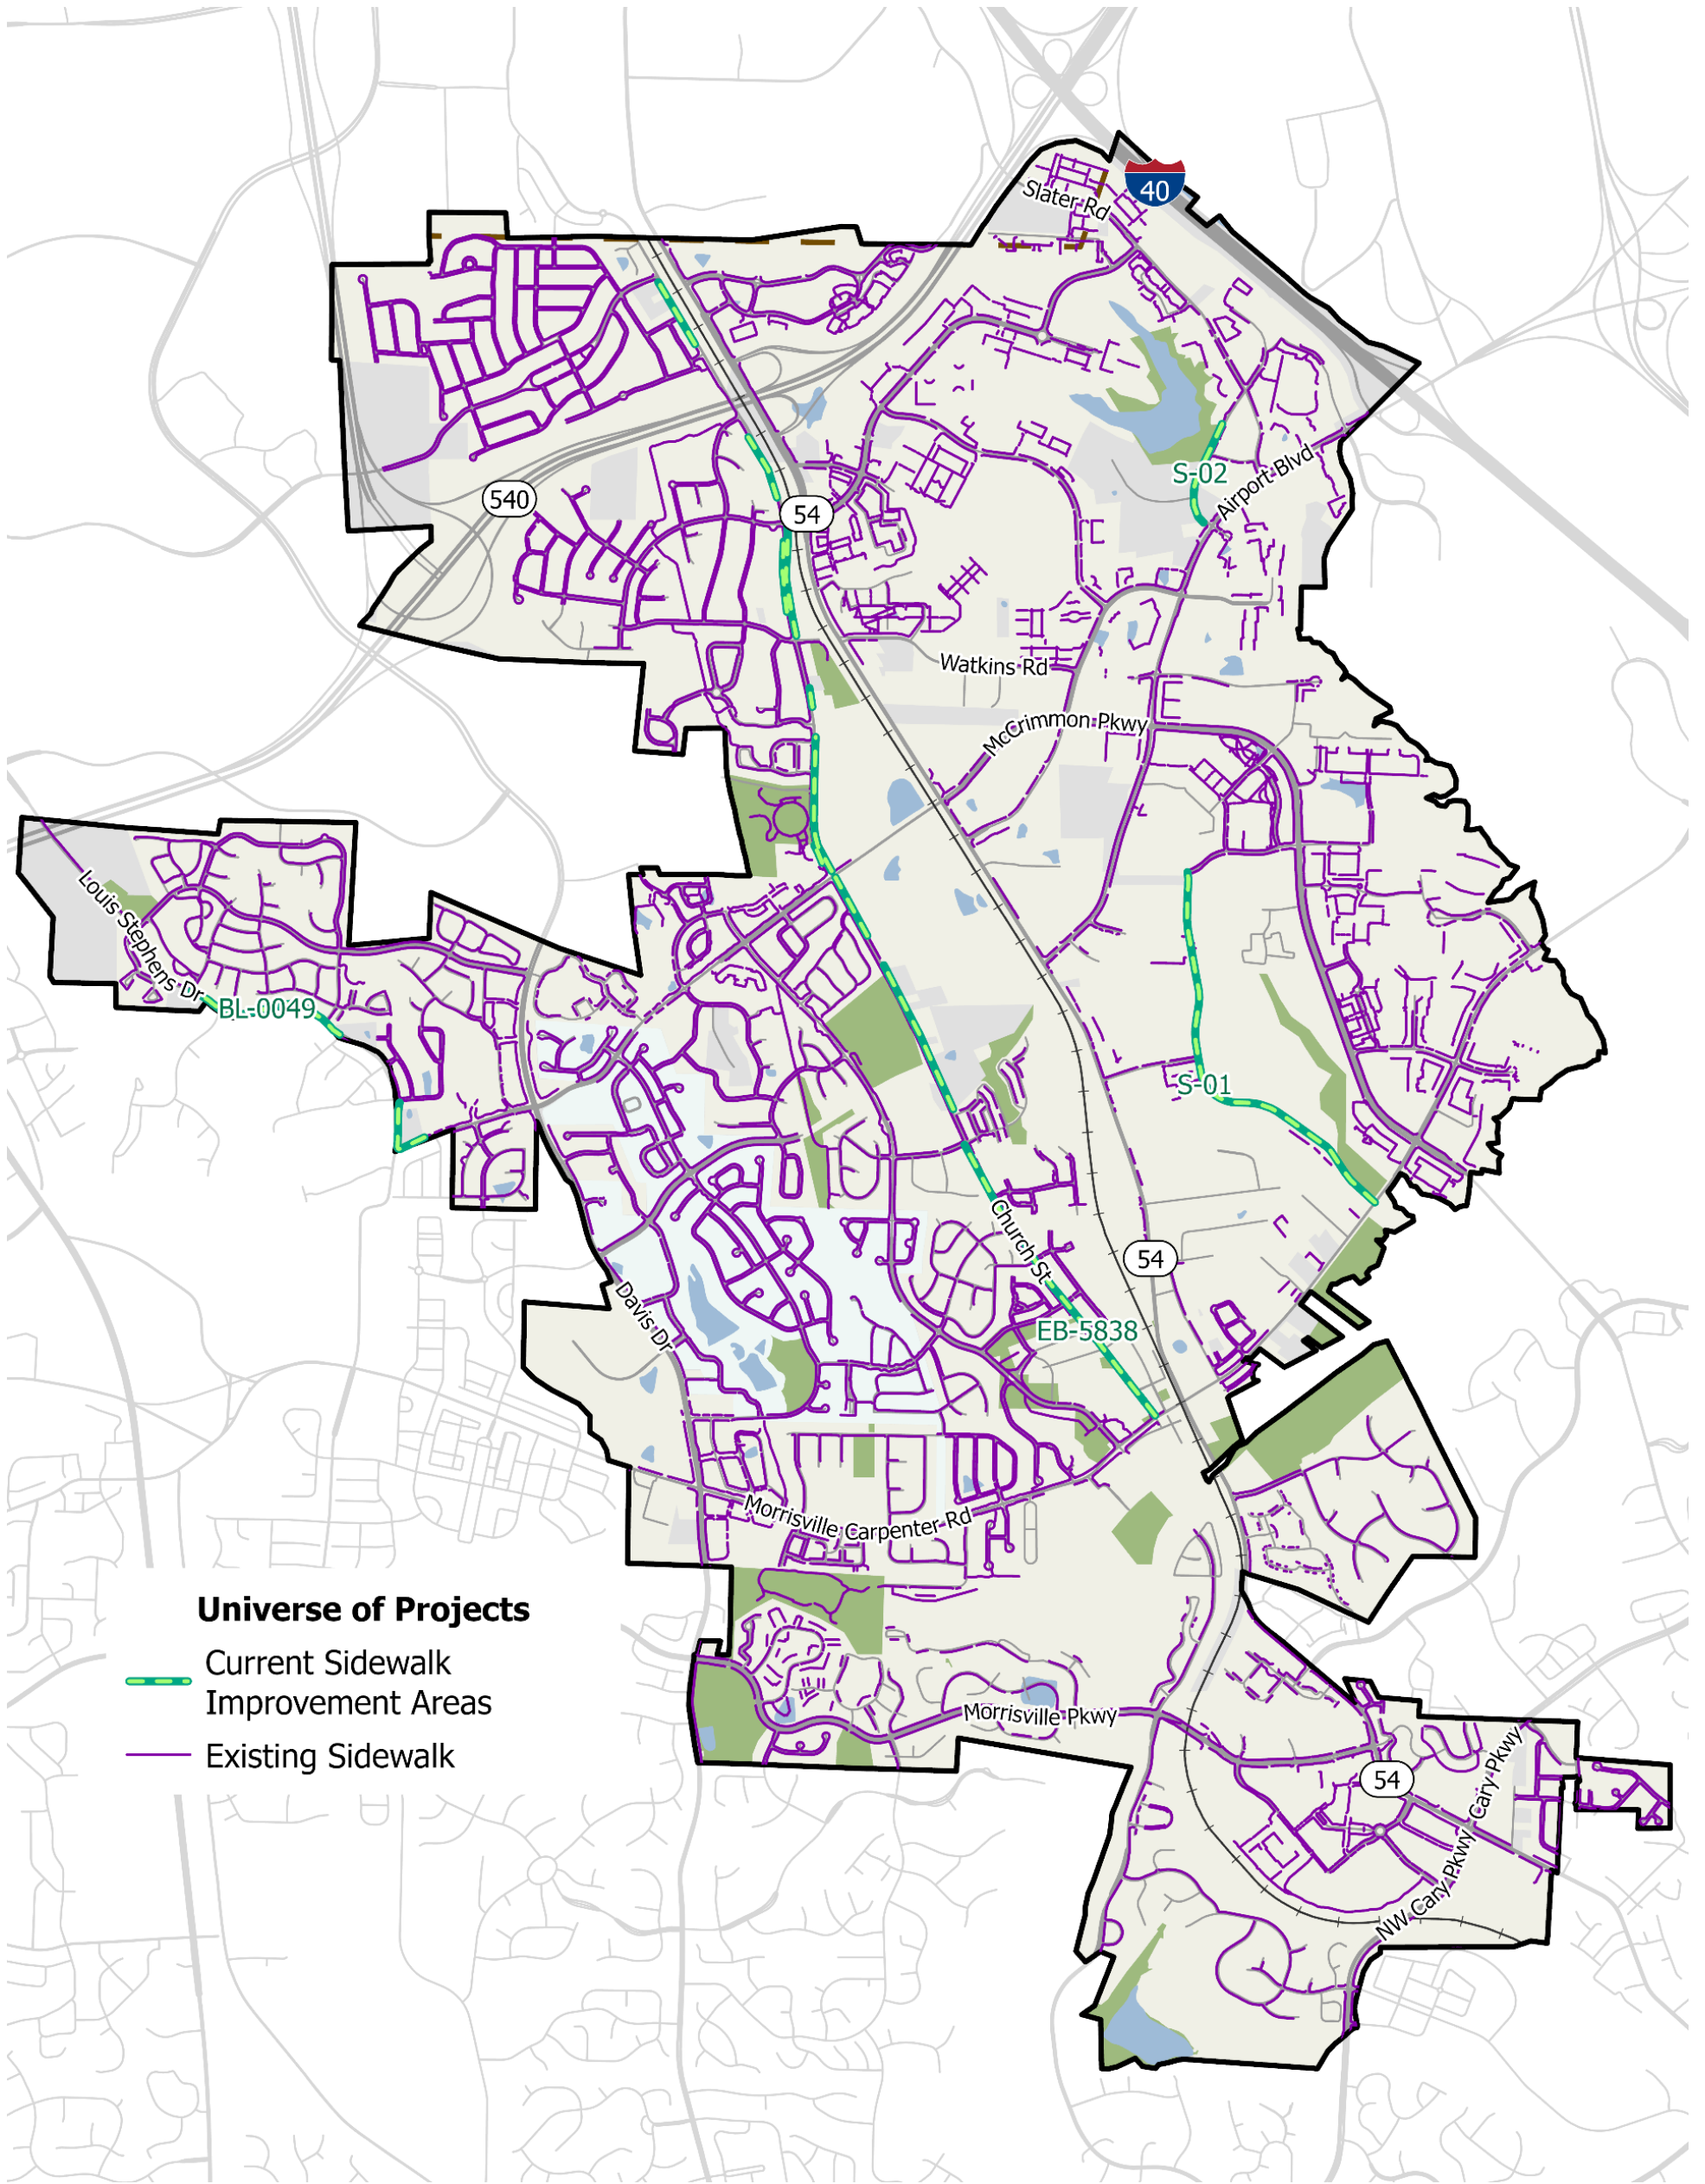 40
Slater Rd
S-02
540
54
Airport Blvd
Watkins Rd
McCrimmon Pkwy
Louis Stephens Dr
BL-0049
S-01
Church St
54
Davis Dr
EB-5838
Morrisville Carpenter Rd
Universe of Projects
Current Sidewalk
Improvement Areas
Existing Sidewalk
Morrisville Pkwy
54
Cary Pkwy
NW Cary Pkwy